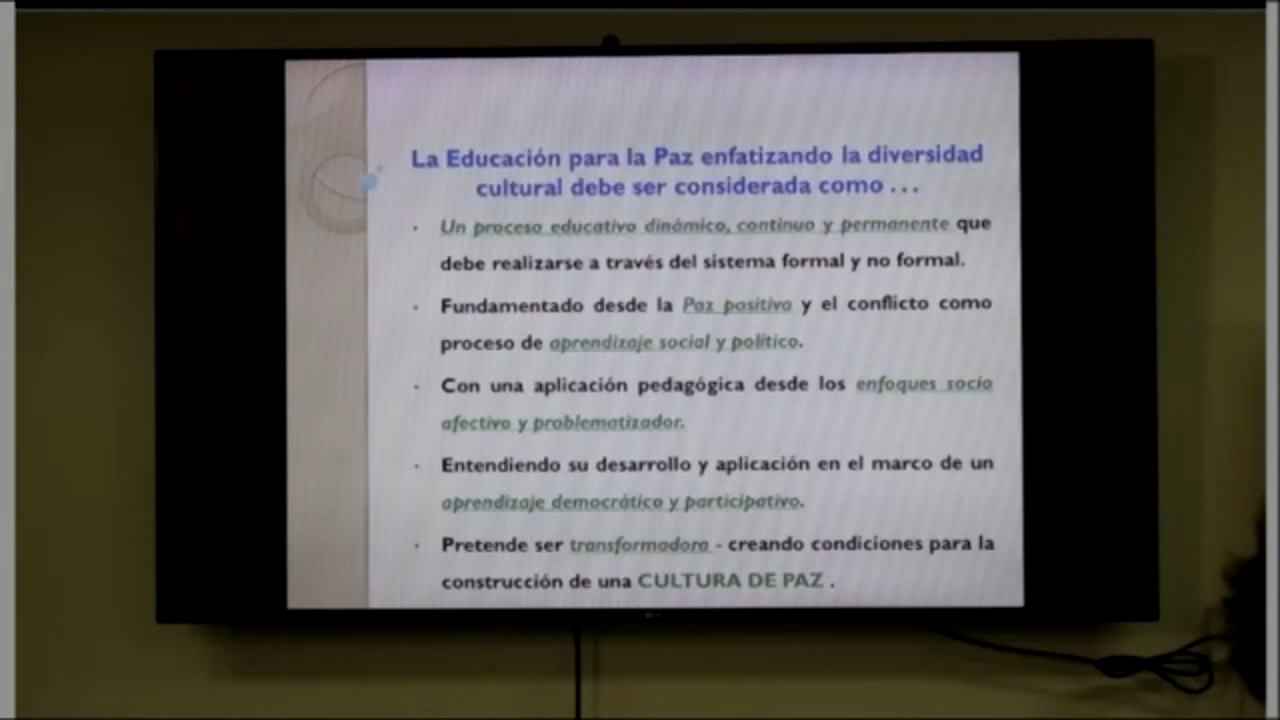 La Educación para la Paz enfatizando la diversidad
cultural debe ser considerada como ...
· Un proceso educativo dinámico, continuo y permanente que
debe realizarse a través del sistema formal y no formal.
· Fundamentado desde la Paz positiva y el conflicto como
proceso de aprendizaje social y político.
· Con una aplicación pedagógica desde los enfoques socio
afectivo y problematizador.
· Entendiendo su desarrollo y aplicación en el marco de un
aprendizaje democrático y participativo.
· Pretende ser transformadora - creando condiciones para la
construcción de una CULTURA DE PAZ .